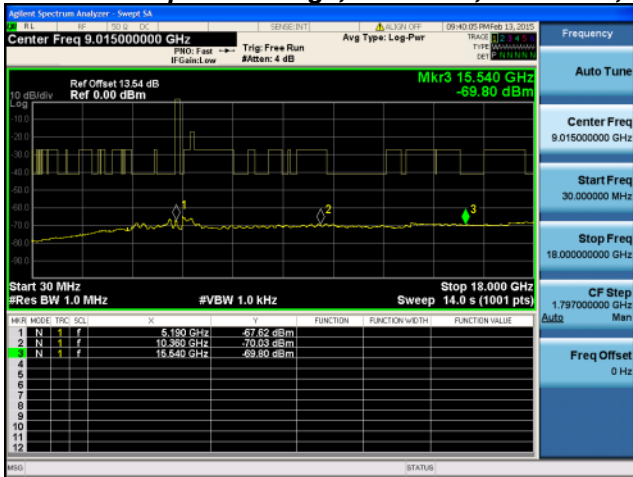 Agilent Spectrum Analyzer - Swept SA
RL RF 50 Ω DC SENSE:INT ALIGN OFF 09:40:05 PM Feb 13, 2015
Center Freq 9.015000000 GHz
PNO: Fast
IFGain:Low
Trig: Free Run
#Atten: 4 dB
Avg Type: Log-Pwr
TRACE 1 2 3 4 5 6
TYPE
DET P N N N N N
Ref Offset 13.54 dB
Ref 0.00 dBm
10 dB/div
Log
Mkr3 15.540 GHz
-69.80 dBm
-10.0
-20.0
-30.0
-40.0
-50.0
-60.0
-70.0
-80.0
-90.0
1
2
3
Start 30 MHz
Stop 18.000 GHz
#Res BW 1.0 MHz
#VBW 1.0 kHz
Sweep 14.0 s (1001 pts)
MKR MODE TRC SCL X Y FUNCTION FUNCTION WIDTH FUNCTION VALUE
1 N 1 f 5.190 GHz -67.62 dBm
2 N 1 f 10.360 GHz -70.03 dBm
3 N 1 f 15.540 GHz -69.80 dBm
4
5
6
7
8
9
10
11
12
MSG
STATUS
Frequency
Auto Tune
Center Freq
9.015000000 GHz
Start Freq
30.000000 MHz
Stop Freq
18.000000000 GHz
CF Step
1.797000000 GHz
Auto Man
Freq Offset
0 Hz